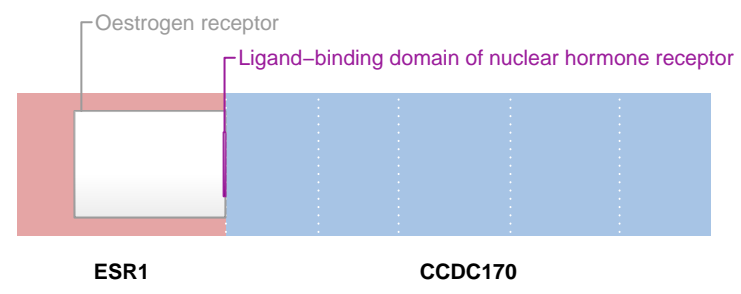 Oestrogen receptor
Ligand−binding domain of nuclear hormone receptor
ESR1
CCDC170